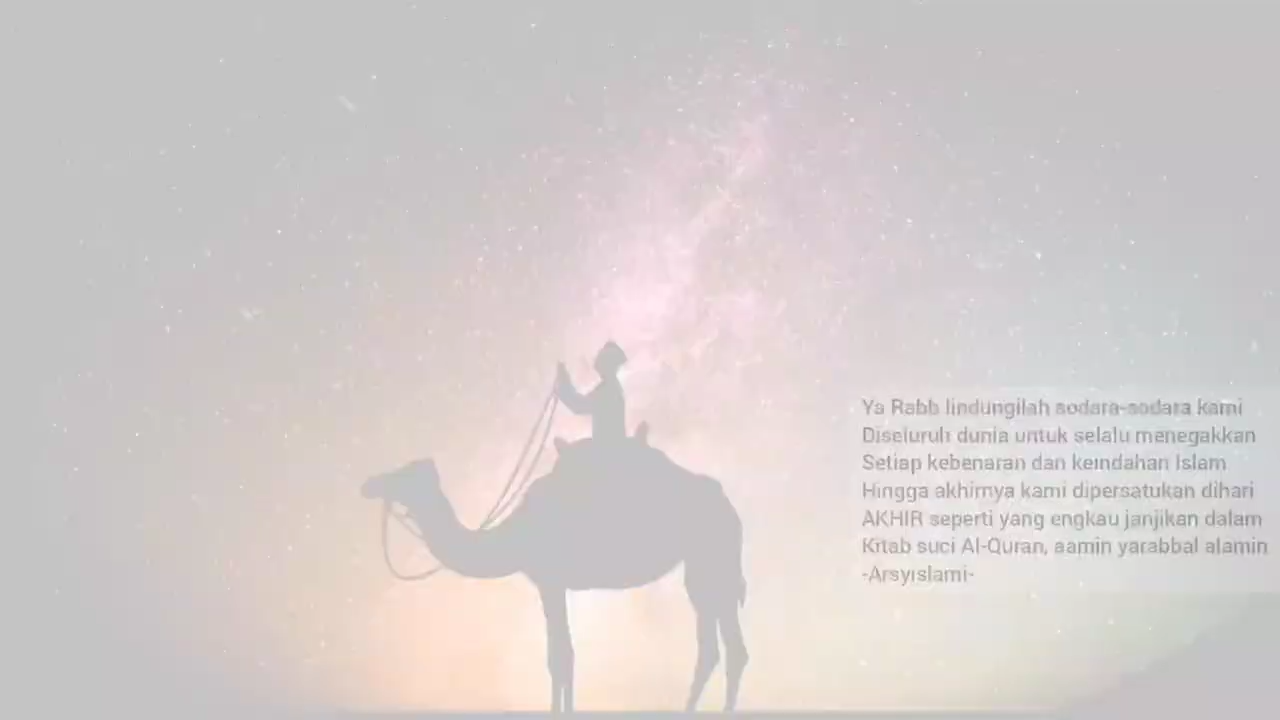 Ya Rabb lindungilah sodara-sodara kami
Diseluruh dunia untuk selalu menegakkan
Setiap kebenaran dan keindahan Islam
Hingga akhirnya kami dipersatukan dihari
AKHIR seperti yang engkau janjikan dalam
Kitab suci Al-Quran, aamin yarabbal alamin
-Arsyislami-